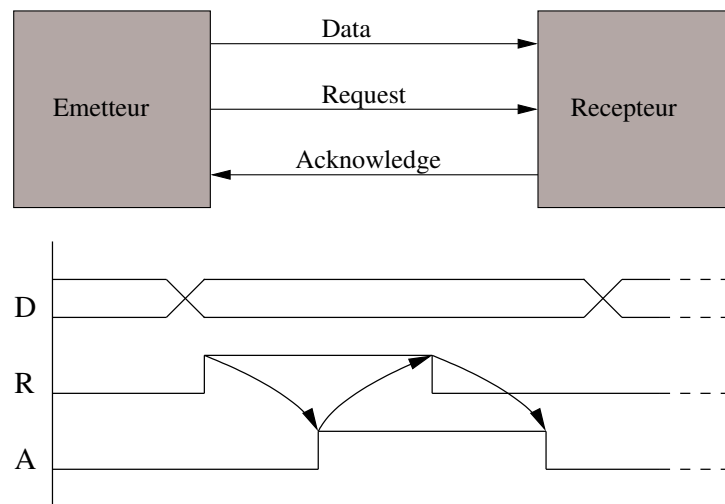 Data
Emetteur
Request
Recepteur
Acknowledge
D
R
A